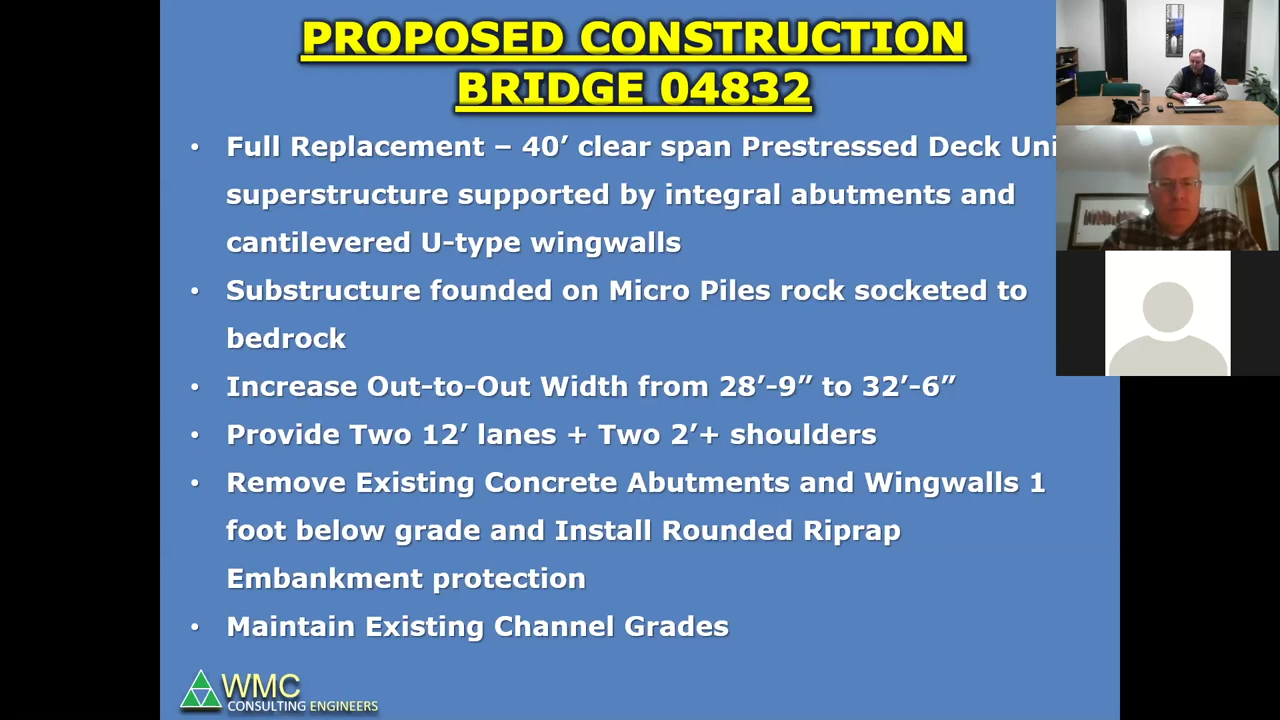 PROPOSED CONSTRUCTION
BRIDGE 04832
• Full Replacement – 40’ clear span Prestressed Deck
superstructure supported by integral abutments and
cantilevered U-type wingwalls
• Substructure founded on Micro Piles rock socketed to
bedrock
• Increase Out-to-Out Width from 28’-9” to 32’-6”
• Provide Two 12’ lanes + Two 2’+ shoulders
• Remove Existing Concrete Abutments and Wingwalls 1
foot below grade and Install Rounded Riprap
Embankment protection
• Maintain Existing Channel Grades
WMC
CONSULTING ENGINEERS